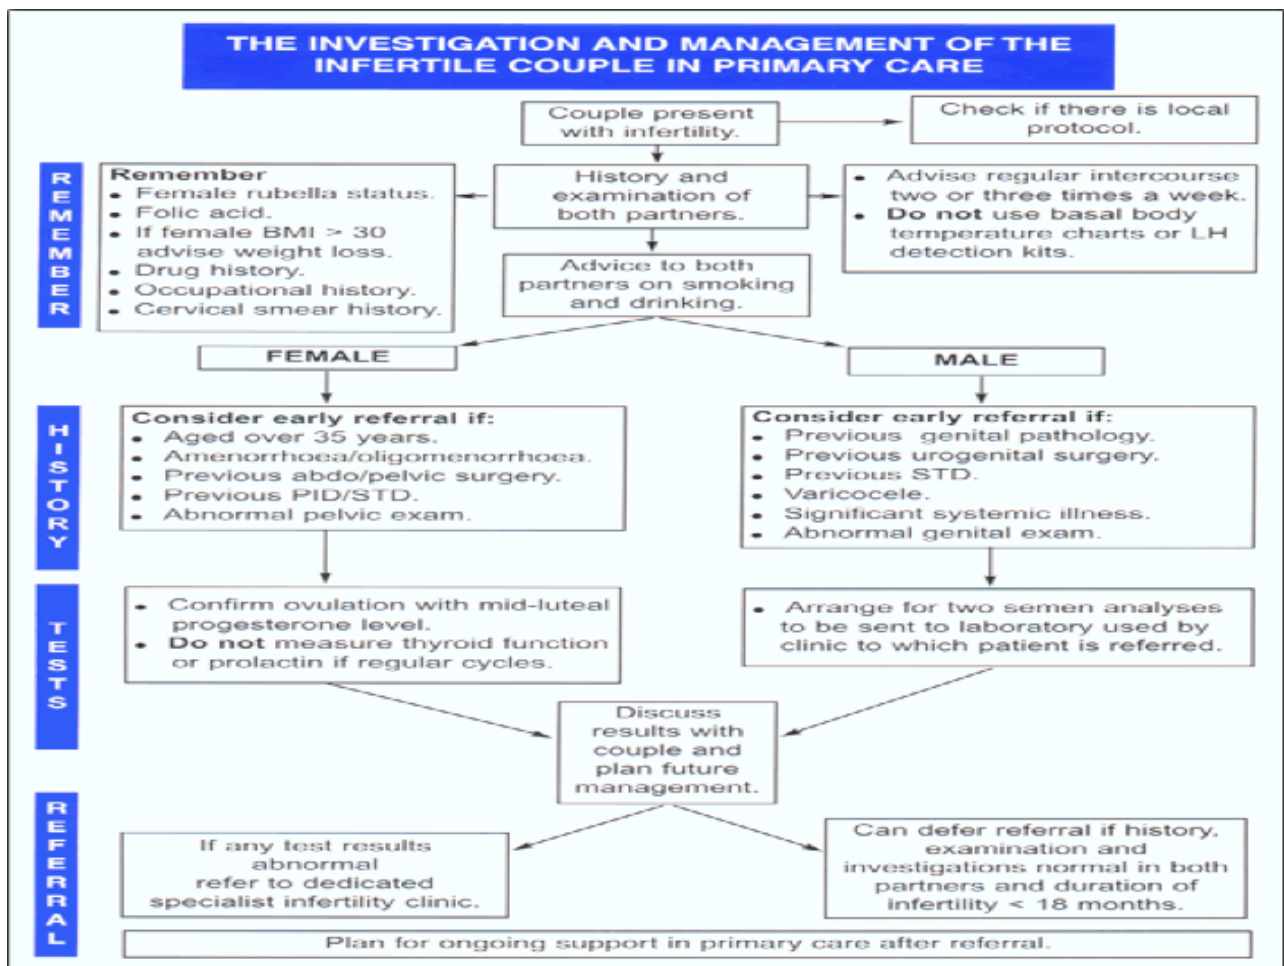 THE INVESTIGATION AND MANAGEMENT OF THE
INFERTILE COUPLE IN PRIMARY CARE
Couple present
with infertility.
Check if there is local
protocol.
REMEMBER
Remember
• Female rubella status.
• Folic acid.
• If female BMI > 30
advise weight loss.
• Drug history.
• Occupational history.
• Cervical smear history.
History and
examination of
both partners.
• Advise regular intercourse
two or three times a week.
• Do not use basal body
temperature charts or LH
detection kits.
Advice to both
partners on smoking
and drinking.
FEMALE
MALE
HISTORY
Consider early referral if:
• Aged over 35 years.
• Amenorrhoea/oligomenorrhoea.
• Previous abdo/pelvic surgery.
• Previous PID/STD.
• Abnormal pelvic exam.
Consider early referral if:
• Previous genital pathology.
• Previous urogenital surgery.
• Previous STD.
• Varicocele.
• Significant systemic illness.
• Abnormal genital exam.
TESTS
• Confirm ovulation with mid-luteal
progesterone level.
• Do not measure thyroid function
or prolactin if regular cycles.
• Arrange for two semen analyses
to be sent to laboratory used by
clinic to which patient is referred.
Discuss
results with
couple and
plan future
management.
REFERRAL
If any test results
abnormal
refer to dedicated
specialist infertility clinic.
Can defer referral if history,
examination and
investigations normal in both
partners and duration of
infertility < 18 months.
Plan for ongoing support in primary care after referral.